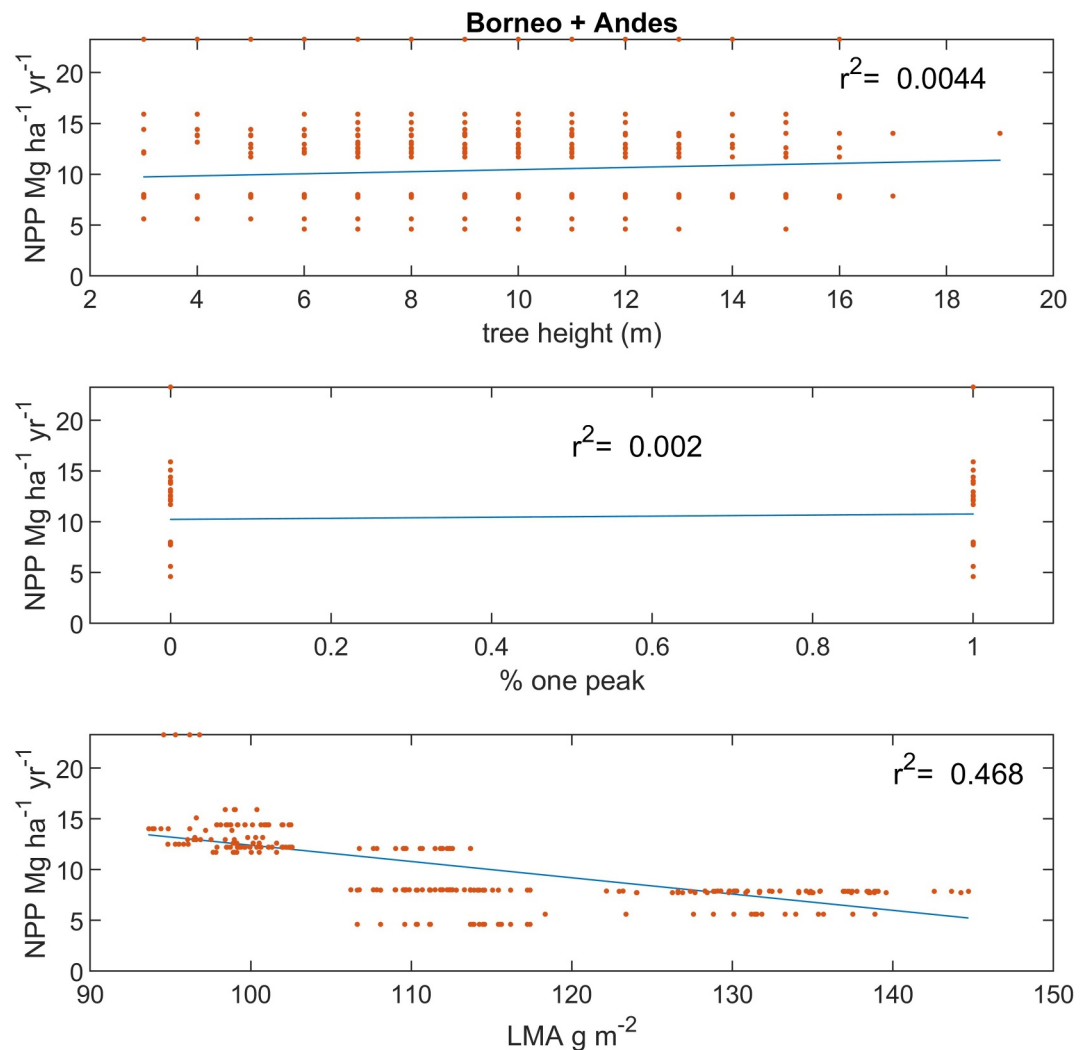 Borneo + Andes
NPP Mg ha⁻¹ yr⁻¹
20
15
10
5
0
r²= 0.0044
2 4 6 8 10 12 14 16 18 20
tree height (m)
NPP Mg ha⁻¹ yr⁻¹
20
15
10
5
0
r²= 0.002
0 0.2 0.4 0.6 0.8 1
% one peak
NPP Mg ha⁻¹ yr⁻¹
20
15
10
5
0
r²= 0.468
90 100 110 120 130 140 150
LMA g m⁻²